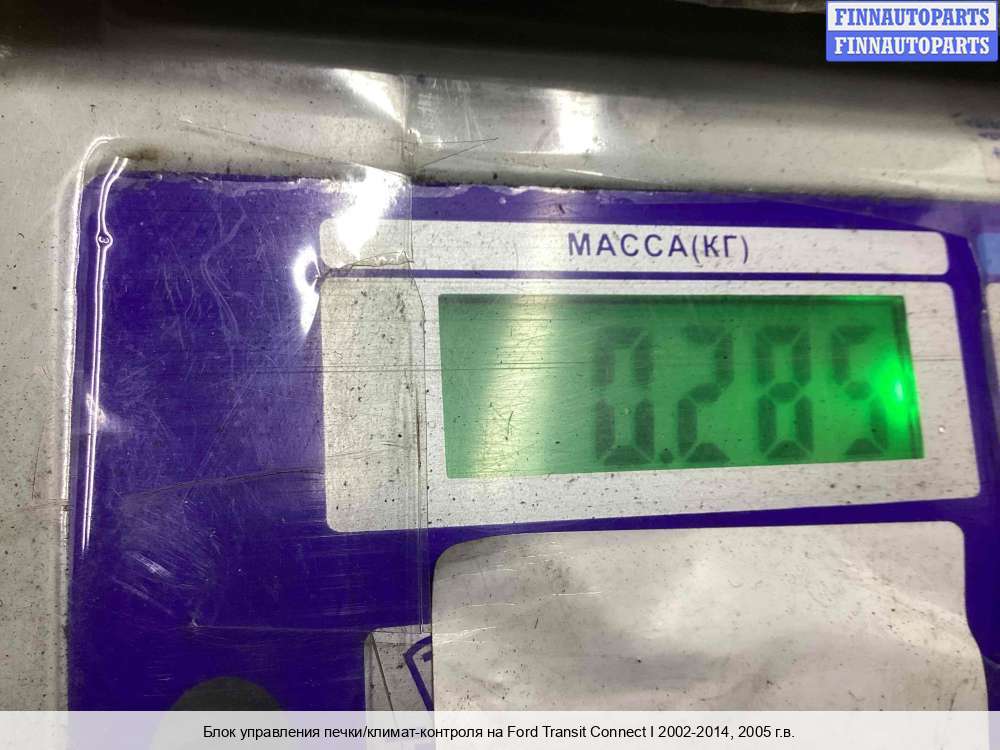 FINNAUTOPARTS
FINNAUTOPARTS
МАССА(КГ)
0.285
Блок управления печки/климат-контроля на Ford Transit Connect I 2002-2014, 2005 г.в.